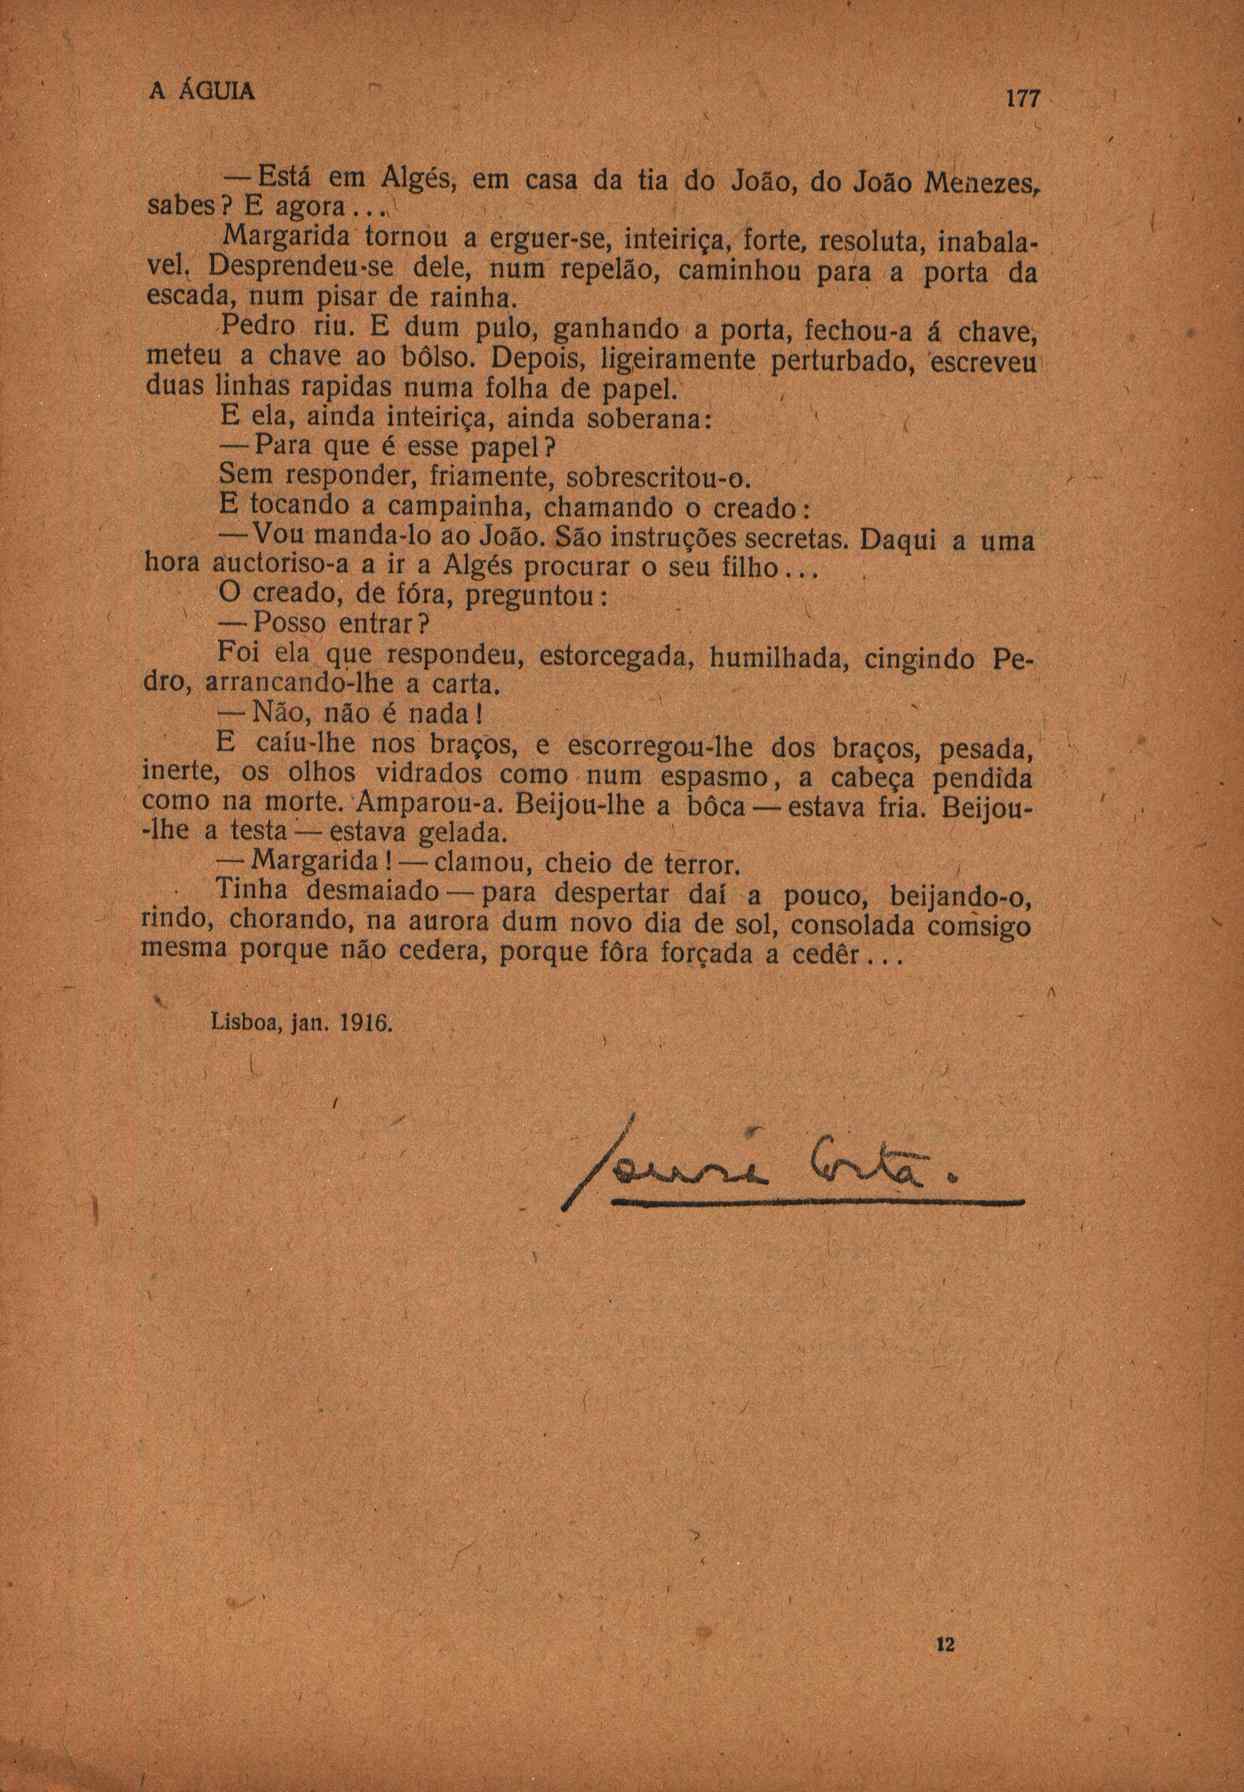 A ÁGUIA
177
—Está em Algés, em casa da tia do João, do João Menezes,
sabes? E agora...
Margarida tornou a erguer-se, inteiriça, forte, resoluta, inabala-
vel. Desprendeu-se dele, num repelão, caminhou para a porta da
escada, num pisar de rainha.
Pedro riu. E dum pulo, ganhando a porta, fechou-a á chave,
meteu a chave ao bôlso. Depois, ligeiramente perturbado, escreveu
duas linhas rapidas numa folha de papel.
E ela, ainda inteiriça, ainda soberana:
—Para que é esse papel?
Sem responder, friamente, sobrescritou-o.
E tocando a campainha, chamando o creado:
—Vou manda-lo ao João. São instruções secretas. Daqui a uma
hora auctoriso-a a ir a Algés procurar o seu filho...
O creado, de fóra, preguntou:
—Posso entrar?
Foi ela que respondeu, estorcegada, humilhada, cingindo Pe-
dro, arrancando-lhe a carta.
—Não, não é nada!
E caíu-lhe nos braços, e escorregou-lhe dos braços, pesada,
inerte, os olhos vidrados como num espasmo, a cabeça pendida
como na morte. Amparou-a. Beijou-lhe a bôca—estava fria. Beijou-
-lhe a testa—estava gelada.
—Margarida!—clamou, cheio de terror.
Tinha desmaiado—para despertar daí a pouco, beijando-o,
rindo, chorando, na aurora dum novo dia de sol, consolada comsigo
mesma porque não cedera, porque fôra forçada a cedêr...
Lisboa, jan. 1916.
Costa.
12